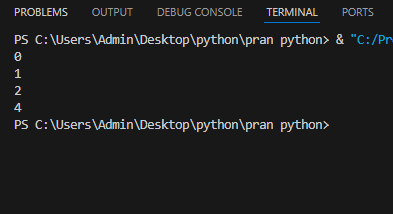 PROBLEMS OUTPUT DEBUG CONSOLE TERMINAL PORTS
PS C:\Users\Admin\Desktop\python\pran python> & "C:/Pr
0
1
2
4
PS C:\Users\Admin\Desktop\python\pran python>